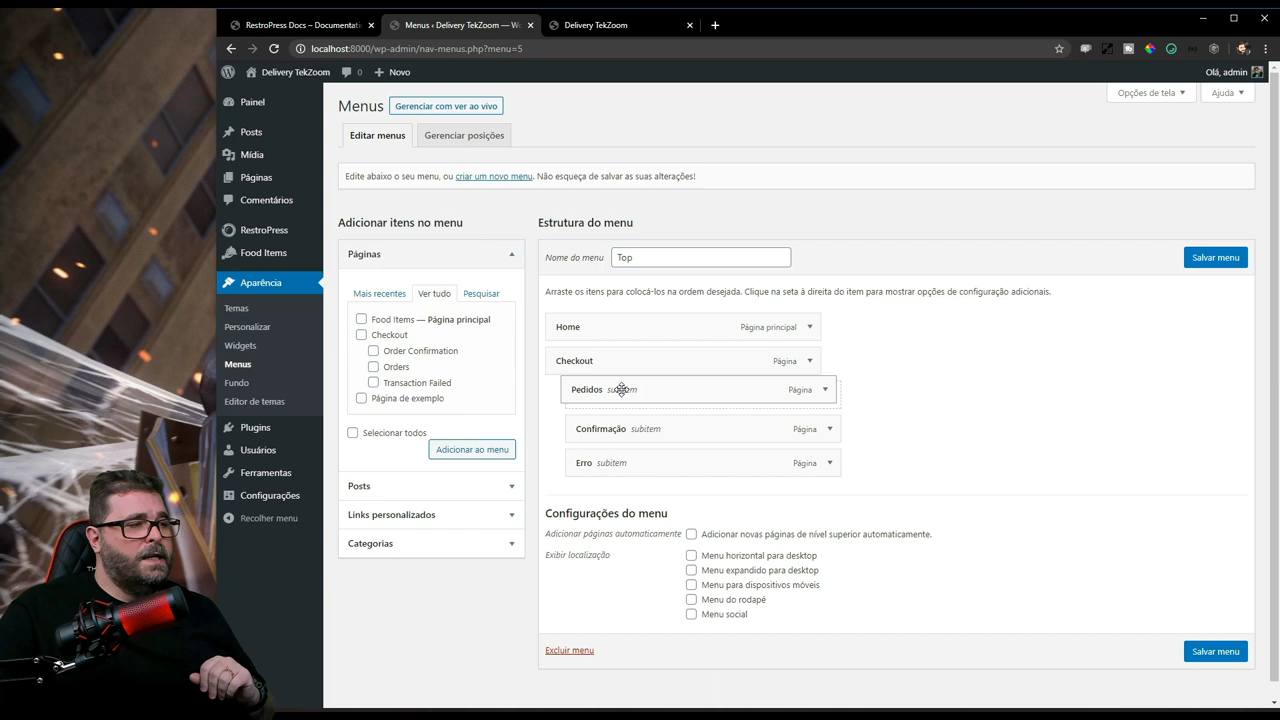 RestroPress Docs – Documentati
Menus ‹ Delivery TekZoom — Wo
Delivery TekZoom
localhost:8000/wp-admin/nav-menus.php?menu=5
Delivery TekZoom
0
Novo
Olá, admin
Painel
Posts
Mídia
Páginas
Comentários
RestroPress
Food Items
Aparência
Temas
Personalizar
Widgets
Menus
Fundo
Editor de temas
Plugins
Usuários
Ferramentas
Configurações
Recolher menu
Menus
Gerenciar com ver ao vivo
Opções de tela
Ajuda
Editar menus
Gerenciar posições
Edite abaixo o seu menu, ou criar um novo menu. Não esqueça de salvar as suas alterações!
Adicionar itens no menu
Páginas
Mais recentes
Ver tudo
Pesquisar
Food Items — Página principal
Checkout
Order Confirmation
Orders
Transaction Failed
Página de exemplo
Selecionar todos
Adicionar ao menu
Posts
Links personalizados
Categorias
Estrutura do menu
Nome do menu
Top
Salvar menu
Arraste os itens para colocá-los na ordem desejada. Clique na seta à direita do item para mostrar opções de configuração adicionais.
Home
Página principal
Checkout
Página
Pedidos subitem
Página
Confirmação subitem
Página
Erro subitem
Página
Configurações do menu
Adicionar páginas automaticamente
Adicionar novas páginas de nível superior automaticamente.
Exibir localização
Menu horizontal para desktop
Menu expandido para desktop
Menu para dispositivos móveis
Menu do rodapé
Menu social
Excluir menu
Salvar menu